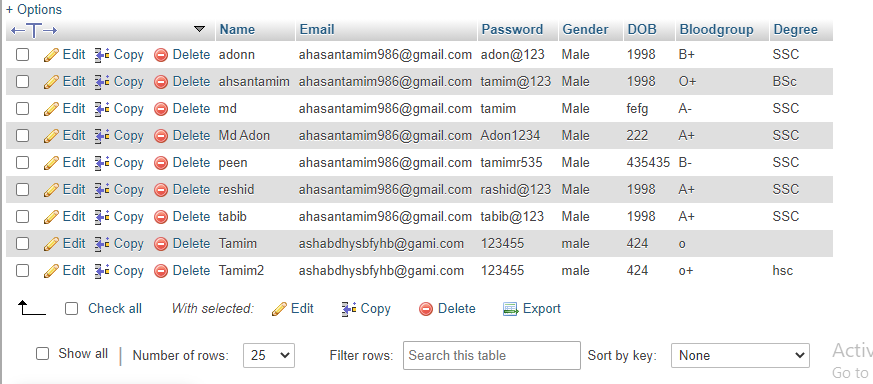 + Options
←T→ Name Email Password Gender DOB Bloodgroup Degree
Edit Copy Delete adonn ahasantamim986@gmail.com adon@123 Male 1998 B+ SSC
Edit Copy Delete ahsantamim ahasantamim986@gmail.com tamim@123 Male 1998 O+ BSc
Edit Copy Delete md ahasantamim986@gmail.com tamim Male fefg A- SSC
Edit Copy Delete Md Adon ahasantamim986@gmail.com Adon1234 Male 222 A+ SSC
Edit Copy Delete peen ahasantamim986@gmail.com tamimr535 Male 435435 B- SSC
Edit Copy Delete reshid ahasantamim986@gmail.com rashid@123 Male 1998 A+ SSC
Edit Copy Delete tabib ahasantamim986@gmail.com tabib@123 Male 1998 A+ SSC
Edit Copy Delete Tamim ashabdhysbfyhb@gami.com 123455 male 424 o
Edit Copy Delete Tamim2 ashabdhysbfyhb@gami.com 123455 male 424 o+ hsc
Check all With selected: Edit Copy Delete Export
Show all Number of rows: 25 Filter rows: Search this table Sort by key: None
Activ
Go to